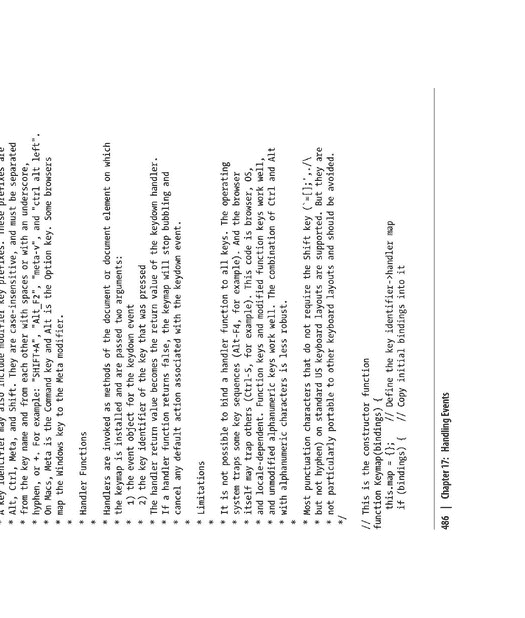 * A key identifier may also include modifier key prefixes. These prefixes are
* Alt, Ctrl, Meta, and Shift. They are case-insensitive, and must be separated
* from the key name and from each other with spaces or with an underscore,
* hyphen, or +. For example: "SHIFT+A", "Alt_F2", "meta-v", and "ctrl alt left".
* On Macs, Meta is the Command key and Alt is the Option key. Some browsers
* map the Windows key to the Meta modifier.
*
* Handler Functions
*
* Handlers are invoked as methods of the document or document element on which
* the keymap is installed and are passed two arguments:
* 1) the event object for the keydown event
* 2) the key identifier of the key that was pressed
* The handler return value becomes the return value of the keydown handler.
* If a handler function returns false, the keymap will stop bubbling and
* cancel any default action associated with the keydown event.
*
* Limitations
*
* It is not possible to bind a handler function to all keys. The operating
* system traps some key sequences (Alt-F4, for example). And the browser
* itself may trap others (Ctrl-S, for example). This code is browser, OS,
* and locale-dependent. Function keys and modified function keys work well,
* and unmodified alphanumeric keys work well. The combination of Ctrl and Alt
* with alphanumeric characters is less robust.
*
* Most punctuation characters that do not require the Shift key (`=[];',./\
* but not hyphen) on standard US keyboard layouts are supported. But they are
* not particularly portable to other keyboard layouts and should be avoided.
*/
// This is the constructor function
function Keymap(bindings) {
this.map = {}; // Define the key identifier->handler map
if (bindings) { // Copy initial bindings into it
486 | Chapter 17: Handling Events